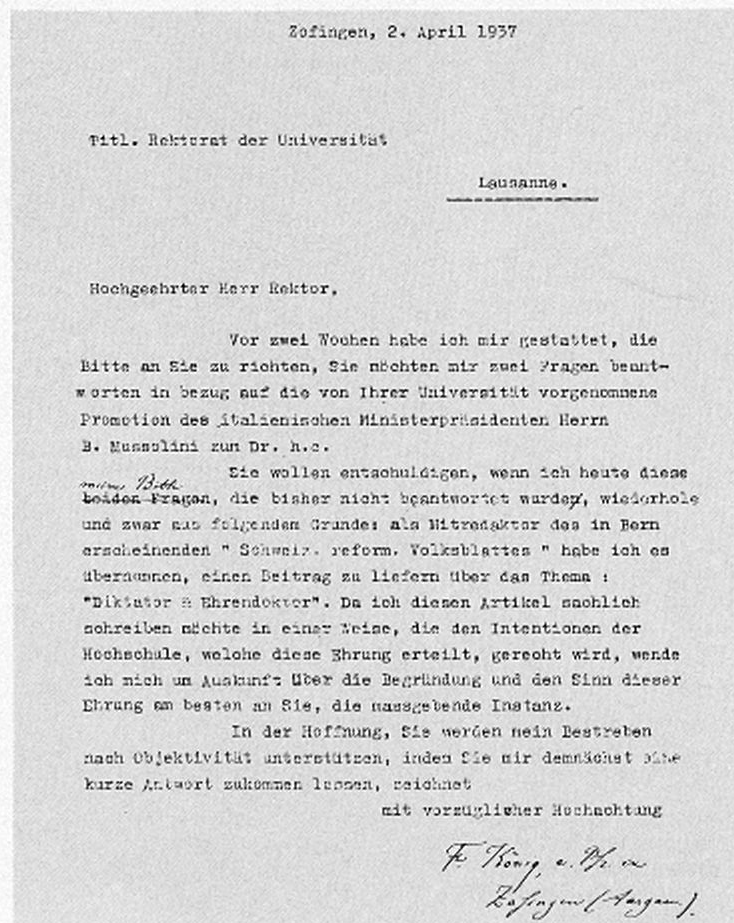 Zofingen, 2. April 1937
Titl. Rektorat der Universität
Lausanne.
Hochgeehrter Herr Rektor,
Vor zwei Wochen habe ich mir gestattet, die
Bitte an Sie zu richten, Sie möchten mir zwei Fragen beant-
worten in bezug auf die von Ihrer Universität vorgenommene
Promotion des italienischen Ministerpräsidenten Herrn
B. Mussolini zum Dr. h.c.
Sie wollen entschuldigen, wenn ich heute diese
meine Bitte
beiden Fragen, die bisher nicht beantwortet wurde, wiederhole
und zwar aus folgendem Grunde: als Mitredaktor des in Bern
erscheinenden " Schweiz. reform. Volksblattes " habe ich es
übernommen, einen Beitrag zu liefern über das Thema :
"Diktator & Ehrendoktor". Da ich diesen Artikel sachlich
schreiben möchte in einer Weise, die den Intentionen der
Hochschule, welche diese Ehrung erteilt, gerecht wird, wende
ich mich um Auskunft über die Begründung und den Sinn dieser
Ehrung am besten an Sie, die massgebende Instanz.
In der Hoffnung, Sie werden mein Bestreben
nach Objektivität unterstützen, indem Sie mir demnächst eine
kurze Antwort zukommen lassen, zeichnet
mit vorzüglicher Hochachtung
F. König,
Zofingen (Aargau).